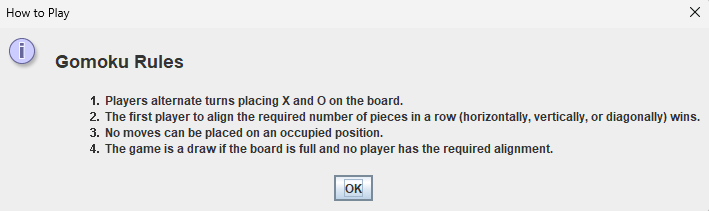 How to Play
Gomoku Rules
1. Players alternate turns placing X and O on the board.
2. The first player to align the required number of pieces in a row (horizontally, vertically, or diagonally) wins.
3. No moves can be placed on an occupied position.
4. The game is a draw if the board is full and no player has the required alignment.
OK